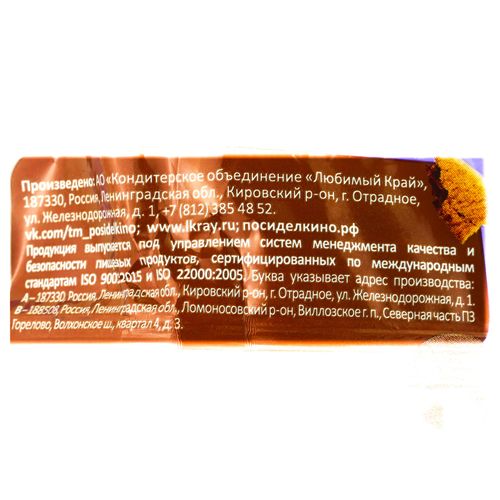 Произведено: АО «Кондитерское объединение «Любимый Край»,
187330, Россия, Ленинградская обл., Кировский р-он, г. Отрадное,
ул. Железнодорожная, д. 1, +7 (812) 385 48 52.
vk.com/tm_posidelkino; www.lkray.ru; посиделкино.рф
Продукция выпускается под управлением систем менеджмента качества и
безопасности пищевых продуктов, сертифицированных по международным
стандартам ISO 9001:2015 и ISO 22000:2005. Буква указывает адрес производства:
А – 187330, Россия, Ленинградская обл., Кировский р-он, г. Отрадное, ул. Железнодорожная, д. 1.
В – 188508, Россия, Ленинградская обл., Ломоносовский р-он, Виллозское г. п., Северная часть ПЗ
Горелово, Волхонское ш., квартал 4, д. 3.